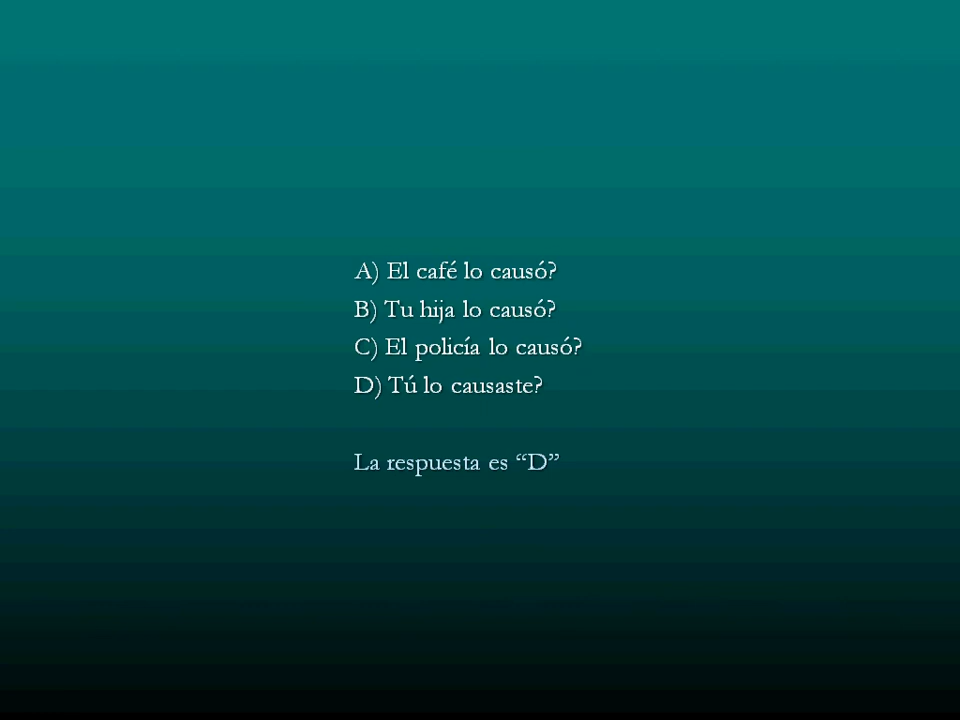 A) El café lo causó?
B) Tu hija lo causó?
C) El policía lo causó?
D) Tú lo causaste?
La respuesta es “D”